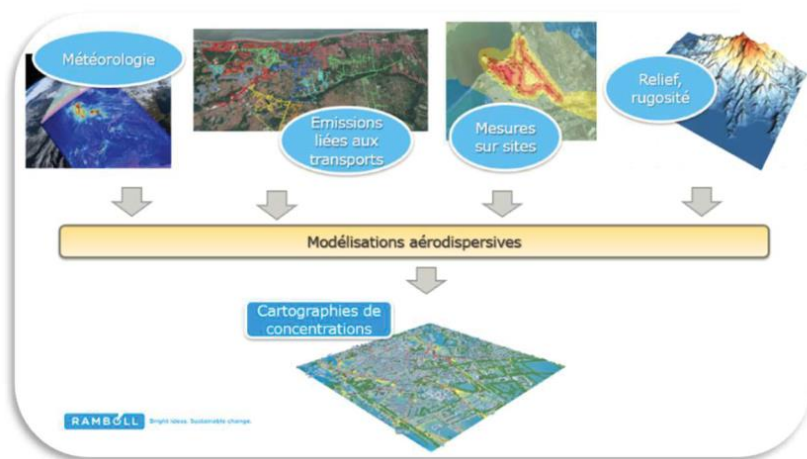 Météorologie
Emissions
liées aux
transports
Mesures
sur sites
Relief,
rugosité
Modélisations aérodispersives
Cartographies de
concentrations
RAMBOLL Bright ideas. Sustainable change.